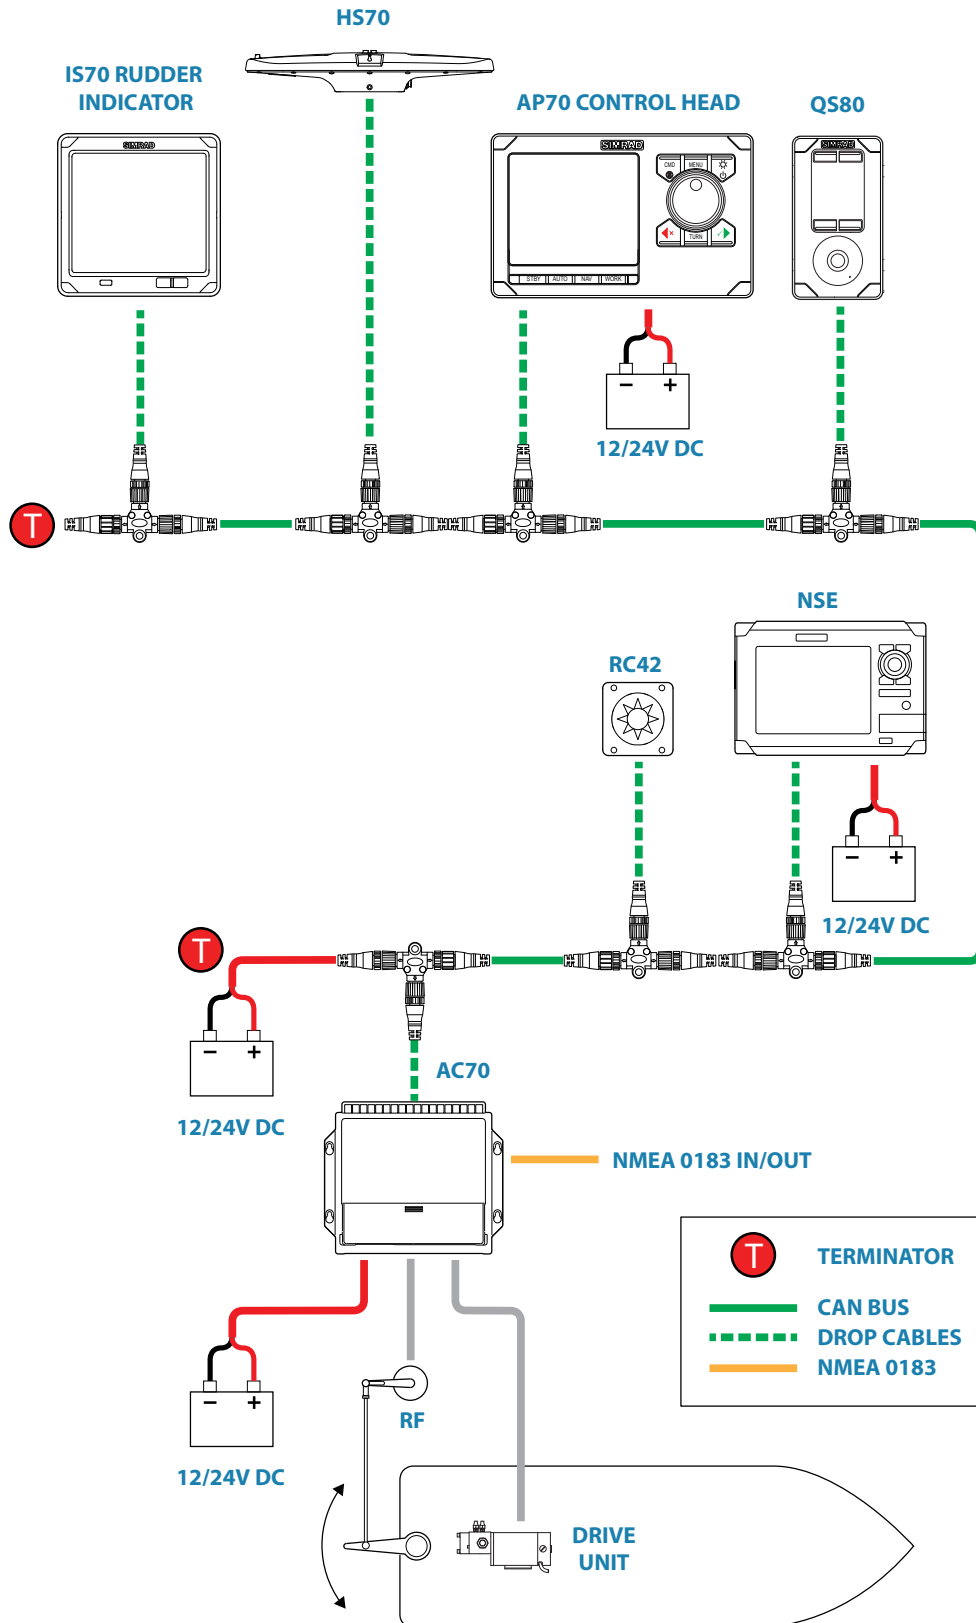 HS70
IS70 RUDDER
INDICATOR
AP70 CONTROL HEAD
QS80
SIMRAD
SIMRAD
SIMRAD
CMD
MENU
TURN
STBY
AUTO
NAV
WORK
− +
12/24V DC
T
NSE
RC42
− +
12/24V DC
T
− +
12/24V DC
AC70
NMEA 0183 IN/OUT
T TERMINATOR
CAN BUS
DROP CABLES
NMEA 0183
− +
12/24V DC
RF
DRIVE
UNIT